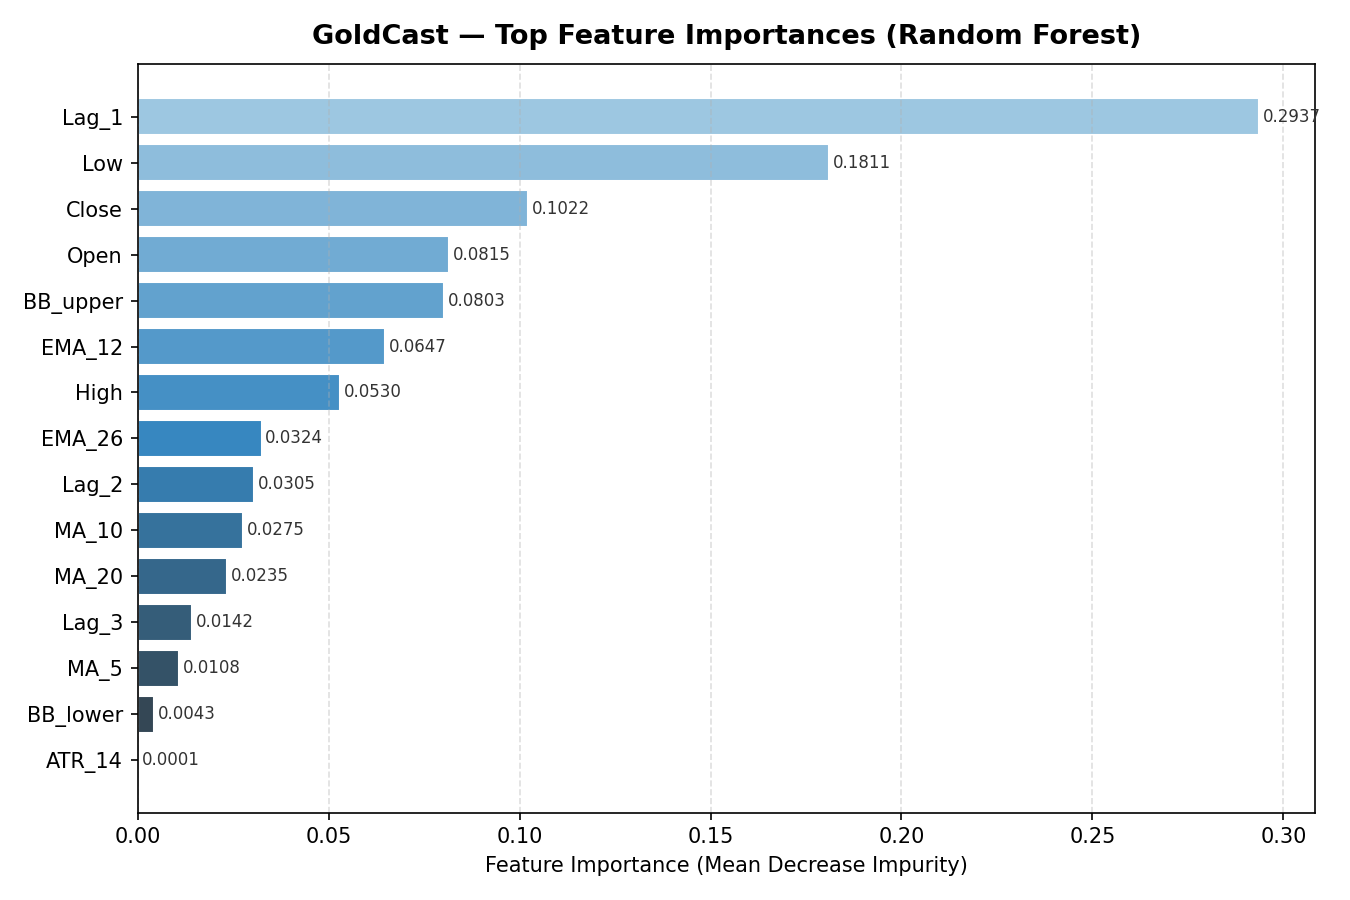 GoldCast — Top Feature Importances (Random Forest)
Lag_1 0.2937
Low 0.1811
Close 0.1022
Open 0.0815
BB_upper 0.0803
EMA_12 0.0647
High 0.0530
EMA_26 0.0324
Lag_2 0.0305
MA_10 0.0275
MA_20 0.0235
Lag_3 0.0142
MA_5 0.0108
BB_lower 0.0043
ATR_14 0.0001
0.00 0.05 0.10 0.15 0.20 0.25 0.30
Feature Importance (Mean Decrease Impurity)